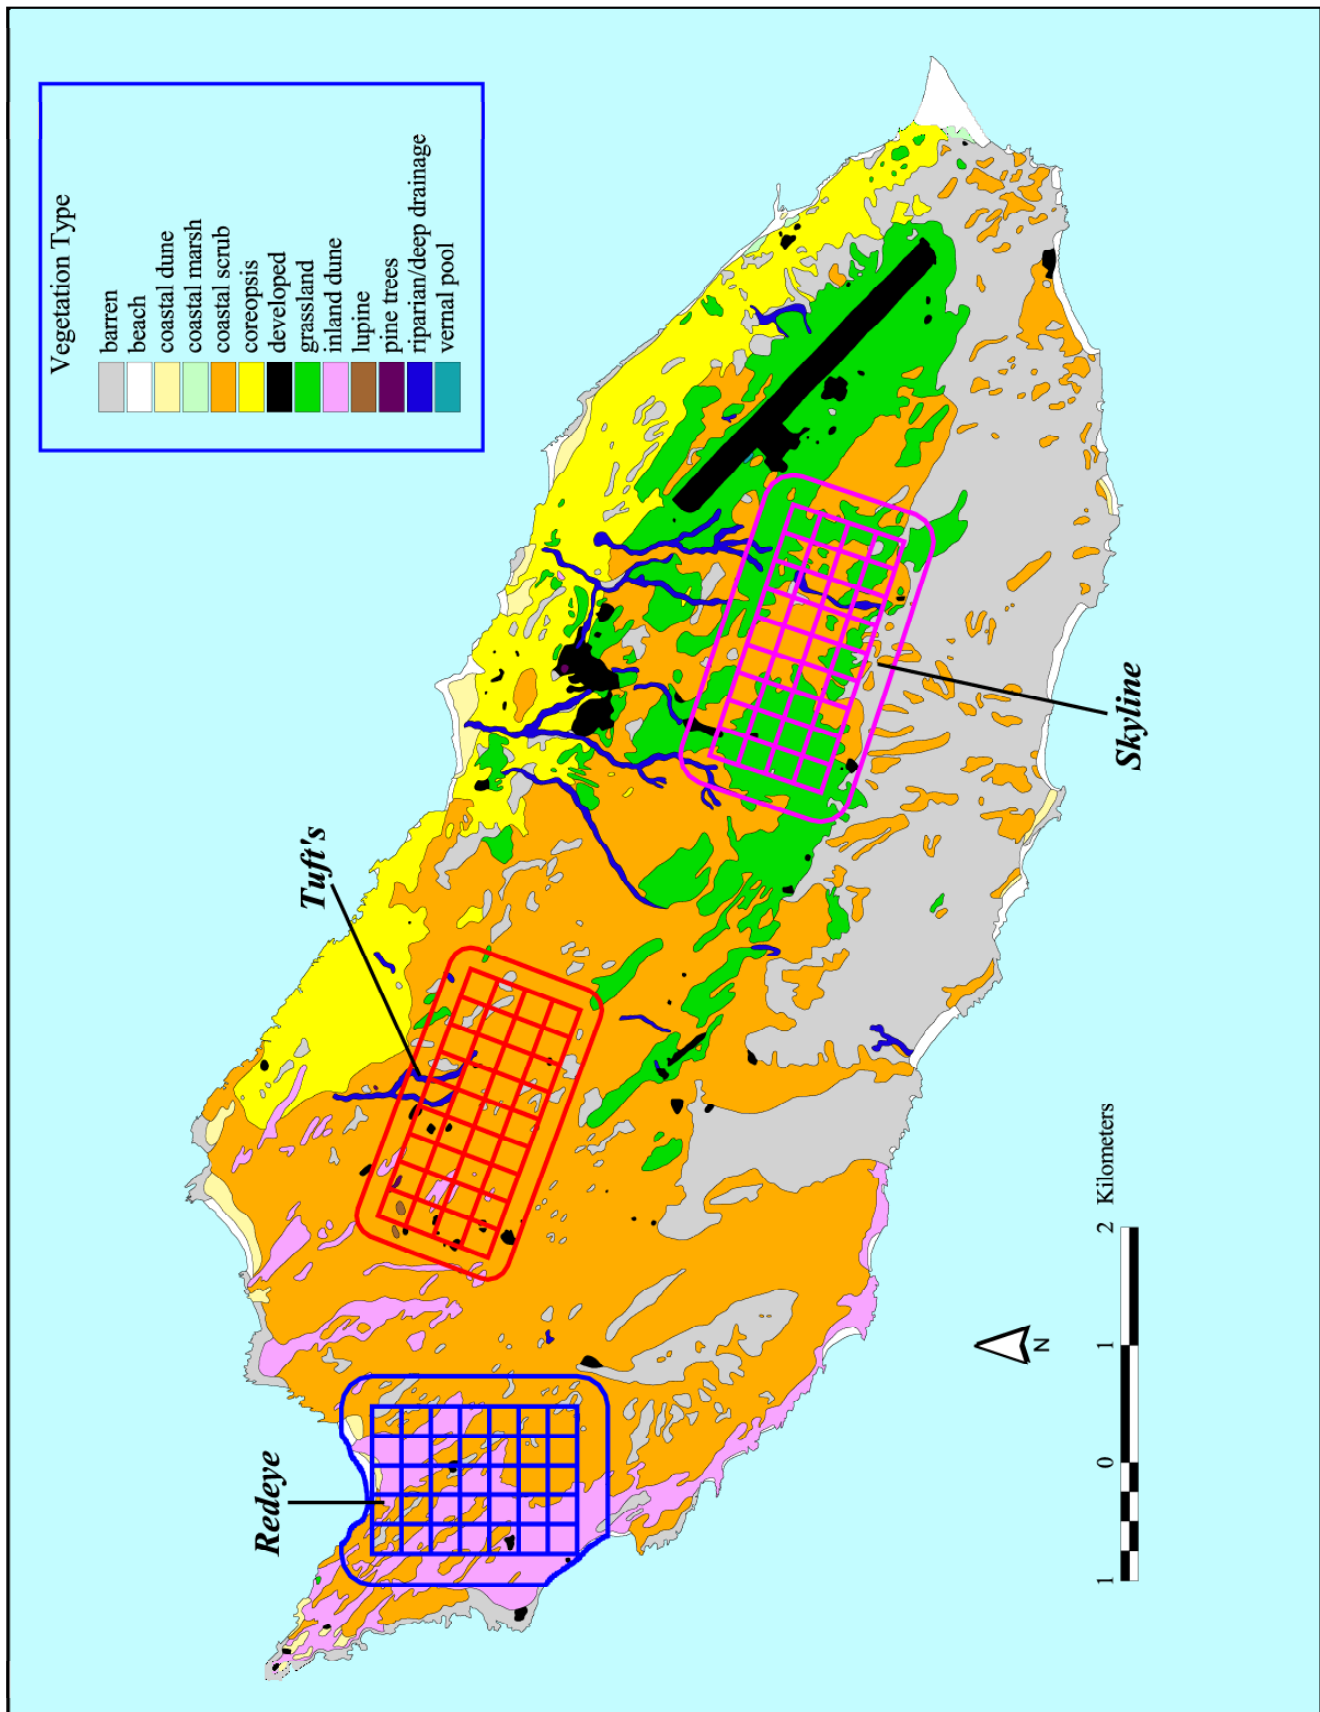 Vegetation Type
barren
beach
coastal dune
coastal marsh
coastal scrub
coreopsis
developed
grassland
inland dune
lupine
pine trees
riparian/deep drainage
vernal pool
Redeye
Tuft's
Skyline
N
1 0 1 2 Kilometers